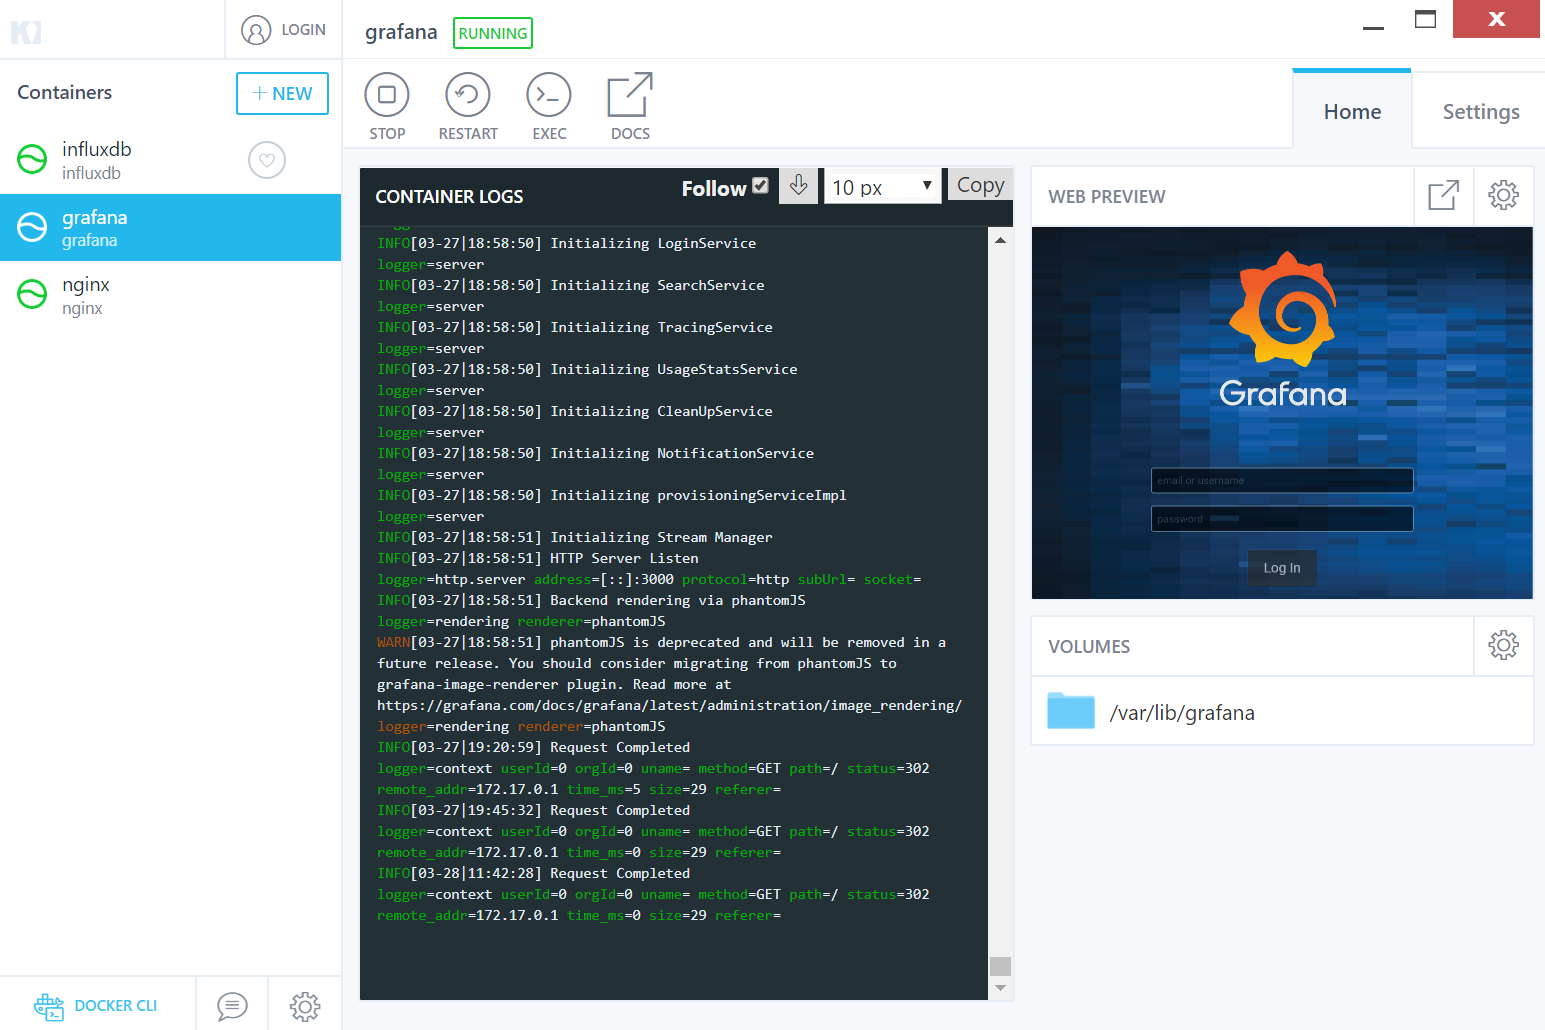 LOGIN
grafana RUNNING
Containers
+ NEW
influxdb
influxdb
grafana
grafana
nginx
nginx
DOCKER CLI
STOP
RESTART
EXEC
DOCS
Home
Settings
CONTAINER LOGS
Follow
10 px
Copy
INFO[03-27|18:58:50] Initializing LoginService
logger=server
INFO[03-27|18:58:50] Initializing SearchService
logger=server
INFO[03-27|18:58:50] Initializing TracingService
logger=server
INFO[03-27|18:58:50] Initializing UsageStatsService
logger=server
INFO[03-27|18:58:50] Initializing CleanUpService
logger=server
INFO[03-27|18:58:50] Initializing NotificationService
logger=server
INFO[03-27|18:58:50] Initializing provisioningServiceImpl
logger=server
INFO[03-27|18:58:51] Initializing Stream Manager
INFO[03-27|18:58:51] HTTP Server Listen
logger=http.server address=[::]:3000 protocol=http subUrl= socket=
INFO[03-27|18:58:51] Backend rendering via phantomJS
logger=rendering renderer=phantomJS
WARN[03-27|18:58:51] phantomJS is deprecated and will be removed in a
future release. You should consider migrating from phantomJS to
grafana-image-renderer plugin. Read more at
https://grafana.com/docs/grafana/latest/administration/image_rendering/
logger=rendering renderer=phantomJS
INFO[03-27|19:20:59] Request Completed
logger=context userId=0 orgId=0 uname= method=GET path=/ status=302
remote_addr=172.17.0.1 time_ms=5 size=29 referer=
INFO[03-27|19:45:32] Request Completed
logger=context userId=0 orgId=0 uname= method=GET path=/ status=302
remote_addr=172.17.0.1 time_ms=0 size=29 referer=
INFO[03-28|11:42:28] Request Completed
logger=context userId=0 orgId=0 uname= method=GET path=/ status=302
remote_addr=172.17.0.1 time_ms=0 size=29 referer=
WEB PREVIEW
Grafana
email or username
password
Log In
VOLUMES
/var/lib/grafana